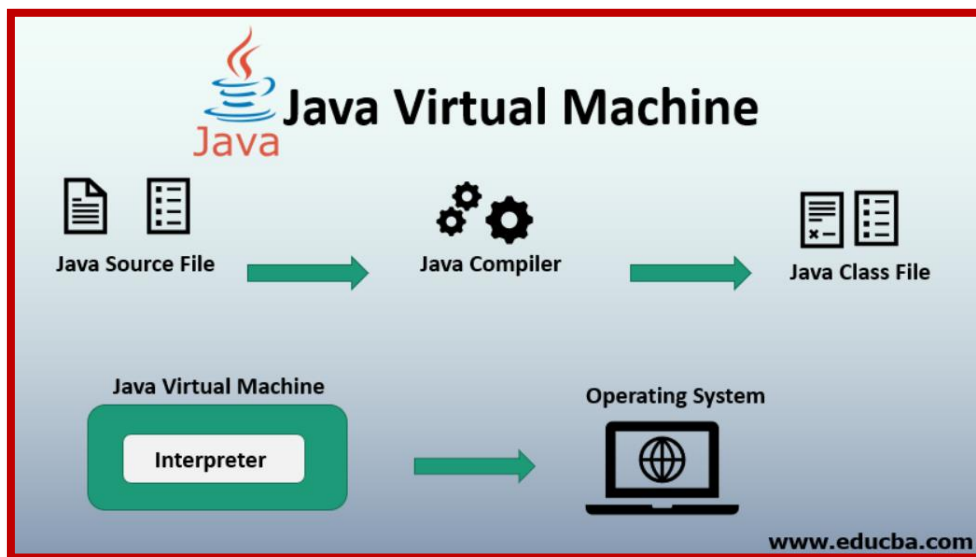 Java
Java Virtual Machine
Java Source File
Java Compiler
Java Class File
Java Virtual Machine
Interpreter
Operating System
www.educba.com